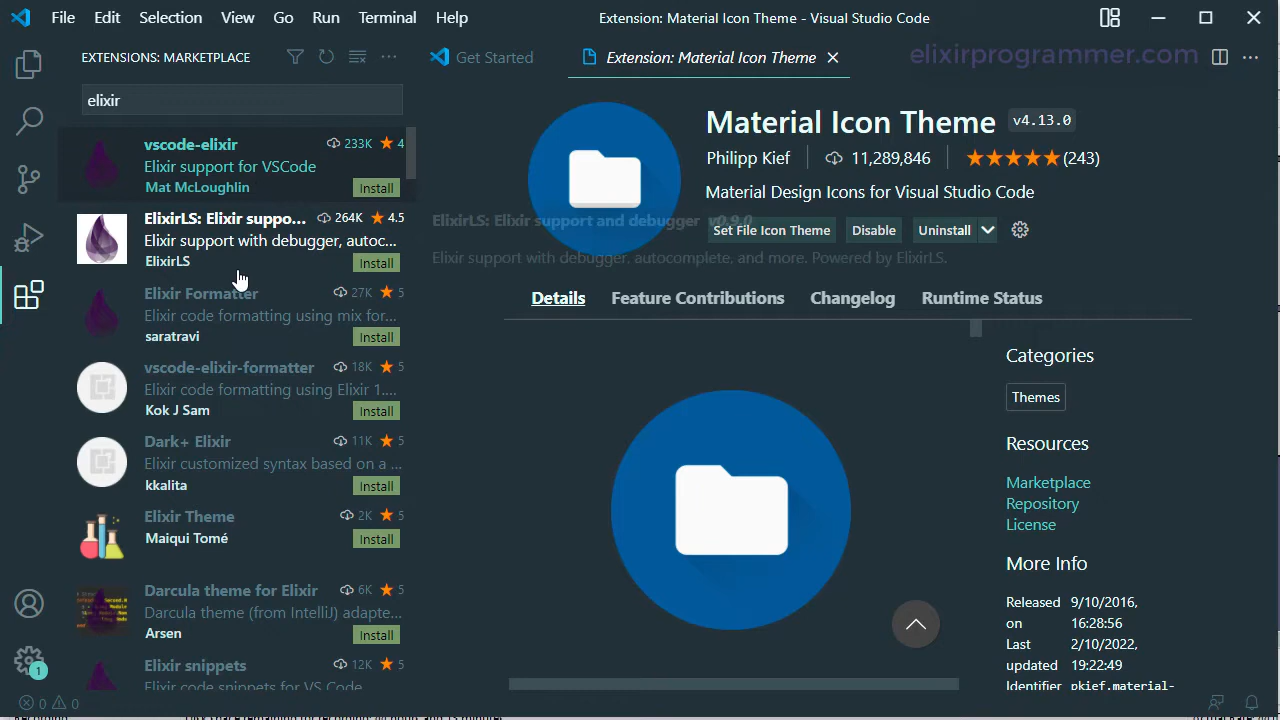 File Edit Selection View Go Run Terminal Help
Extension: Material Icon Theme - Visual Studio Code
EXTENSIONS: MARKETPLACE
Get Started
Extension: Material Icon Theme
elixirprogrammer.com
elixir
vscode-elixir 233K 4
Elixir support for VSCode
Mat McLoughlin Install
ElixirLS: Elixir suppo... 264K 4.5
Elixir support with debugger, autoc...
ElixirLS Install
Elixir Formatter 27K 5
Elixir code formatting using mix for...
saratravi Install
vscode-elixir-formatter 18K 5
Elixir code formatting using Elixir 1....
Kok J Sam Install
Dark+ Elixir 11K 5
Elixir customized syntax based on a ...
kkalita Install
Elixir Theme 2K 5
Maiqui Tomé Install
Darcula theme for Elixir 6K 5
Darcula theme (from IntelliJ) adapte...
Arsen Install
Elixir snippets 12K 5
Elixir code snippets for VS Code
Material Icon Theme v4.13.0
Philipp Kief 11,289,846 (243)
Material Design Icons for Visual Studio Code
ElixirLS: Elixir support and debugger v0.9.0
Set File Icon Theme Disable Uninstall
Elixir support with debugger, autocomplete, and more. Powered by ElixirLS.
Details Feature Contributions Changelog Runtime Status
Categories
Themes
Resources
Marketplace
Repository
License
More Info
Released 9/10/2016,
on 16:28:56
Last 2/10/2022,
updated 19:22:49
Identifier pkief.material-
1
0 0